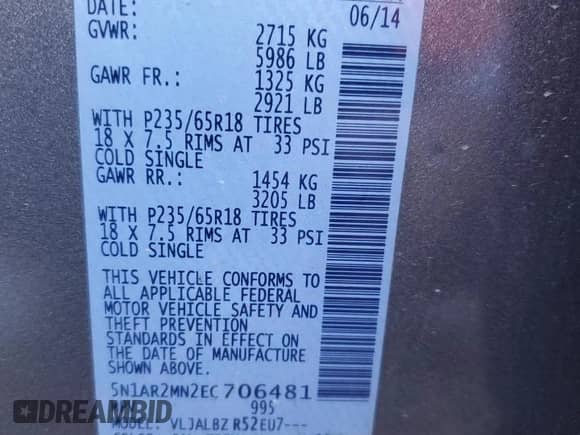 DATE: 06/14
GVWR: 2715 KG
5986 LB
GAWR FR.: 1325 KG
2921 LB
WITH P235/65R18 TIRES
18 X 7.5 RIMS AT 33 PSI
COLD SINGLE
GAWR RR.: 1454 KG
3205 LB
WITH P235/65R18 TIRES
18 X 7.5 RIMS AT 33 PSI
COLD SINGLE
THIS VEHICLE CONFORMS TO
ALL APPLICABLE FEDERAL
MOTOR VEHICLE SAFETY AND
THEFT PREVENTION
STANDARDS IN EFFECT ON
THE DATE OF MANUFACTURE
SHOWN ABOVE.
5N1AR2MN2EC706481
995
MODEL: VLJALBZ R52EU7---
DREAMBID